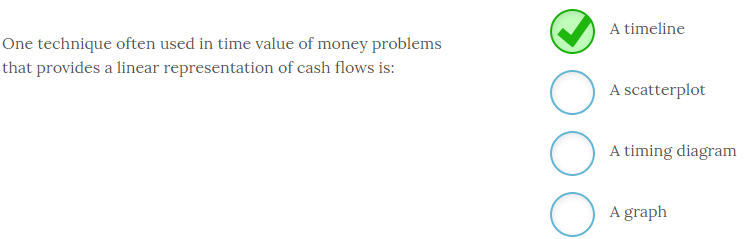 One technique often used in time value of money problems
that provides a linear representation of cash flows is:
A timeline
A scatterplot
A timing diagram
A graph